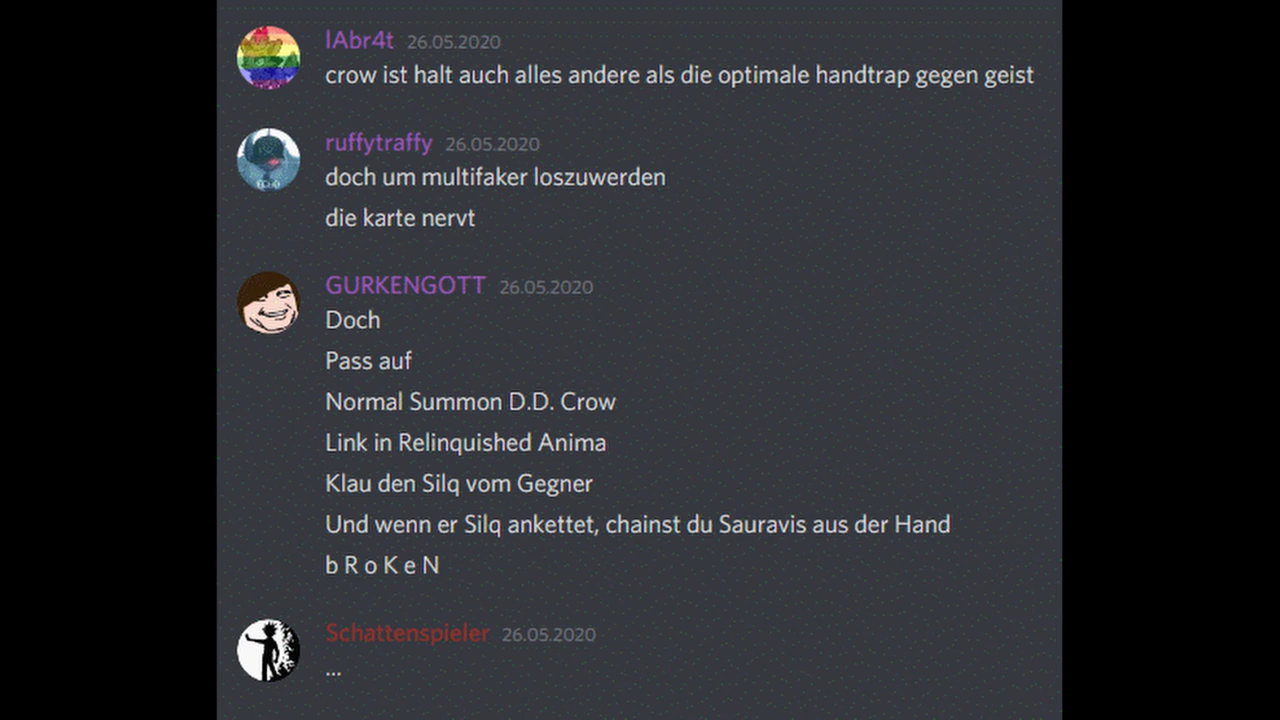 lAbr4t 26.05.2020
crow ist halt auch alles andere als die optimale handtrap gegen geist
ruffytraffy 26.05.2020
doch um multifaker loszuwerden
die karte nervt
GURKENGOTT 26.05.2020
Doch
Pass auf
Normal Summon D.D. Crow
Link in Relinquished Anima
Klau den Silq vom Gegner
Und wenn er Silq ankettet, chainst du Sauravis aus der Hand
b R o K e N
Schattenspieler 26.05.2020
...